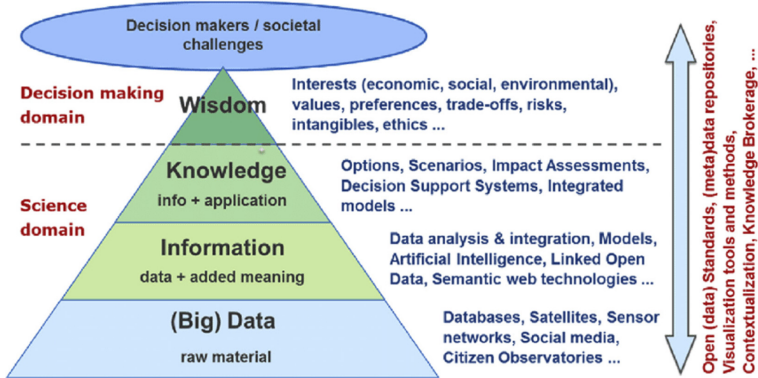 Decision makers / societal
challenges
Decision making
domain
Wisdom
Interests (economic, social, environmental),
values, preferences, trade-offs, risks,
intangibles, ethics ...
Science
domain
Knowledge
info + application
Options, Scenarios, Impact Assessments,
Decision Support Systems, Integrated
models ...
Information
data + added meaning
Data analysis & integration, Models,
Artificial Intelligence, Linked Open
Data, Semantic web technologies ...
(Big) Data
raw material
Databases, Satellites, Sensor
networks, Social media,
Citizen Observatories ...
Open (data) Standards, (meta)data repositories,
Visualization tools and methods,
Contextualization, Knowledge Brokerage, ...